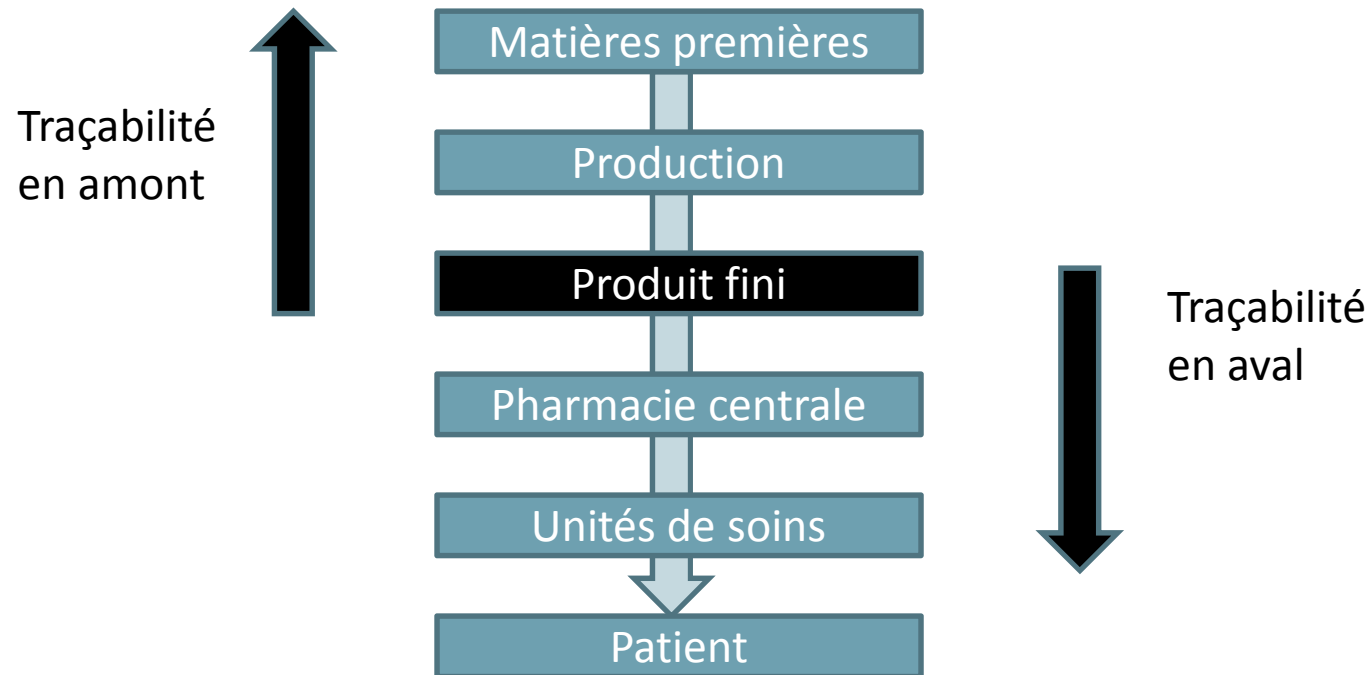 Matières premières
Traçabilité
en amont
Production
Produit fini
Traçabilité
en aval
Pharmacie centrale
Unités de soins
Patient